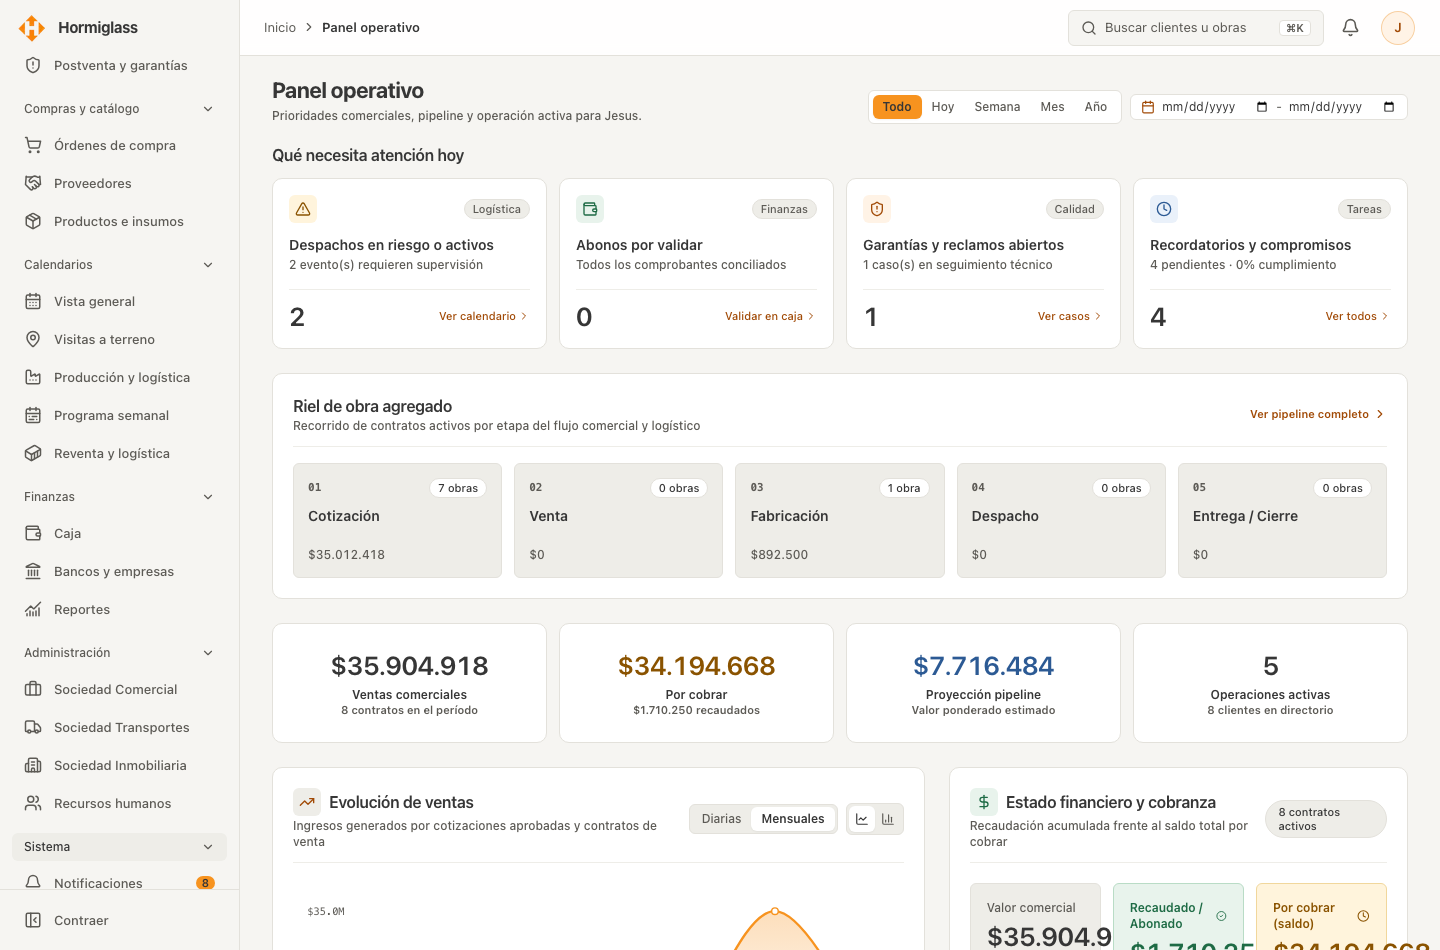 Hormiglass
Postventa y garantías
Compras y catálogo
Órdenes de compra
Proveedores
Productos e insumos
Calendarios
Vista general
Visitas a terreno
Producción y logística
Programa semanal
Reventa y logística
Finanzas
Caja
Bancos y empresas
Reportes
Administración
Sociedad Comercial
Sociedad Transportes
Sociedad Inmobiliaria
Recursos humanos
Sistema
Notificaciones 8
Contraer
Inicio > Panel operativo
Buscar clientes u obras ⌘K
J
Panel operativo
Prioridades comerciales, pipeline y operación activa para Jesus.
Todo Hoy Semana Mes Año
mm/dd/yyyy - mm/dd/yyyy
Qué necesita atención hoy
Logística
Despachos en riesgo o activos
2 evento(s) requieren supervisión
2 Ver calendario
Finanzas
Abonos por validar
Todos los comprobantes conciliados
0 Validar en caja
Calidad
Garantías y reclamos abiertos
1 caso(s) en seguimiento técnico
1 Ver casos
Tareas
Recordatorios y compromisos
4 pendientes · 0% cumplimiento
4 Ver todos
Riel de obra agregado
Recorrido de contratos activos por etapa del flujo comercial y logístico
Ver pipeline completo
01 7 obras
Cotización
$35.012.418
02 0 obras
Venta
$0
03 1 obra
Fabricación
$892.500
04 0 obras
Despacho
$0
05 0 obras
Entrega / Cierre
$0
$35.904.918
Ventas comerciales
8 contratos en el período
$34.194.668
Por cobrar
$1.710.250 recaudados
$7.716.484
Proyección pipeline
Valor ponderado estimado
5
Operaciones activas
8 clientes en directorio
Evolución de ventas
Ingresos generados por cotizaciones aprobadas y contratos de
venta
Diarias Mensuales
$35.0M
Estado financiero y cobranza
Recaudación acumulada frente al saldo total por
cobrar
8 contratos
activos
Valor comercial
$35.904.9
Recaudado /
Abonado
$1.710.25
Por cobrar
(saldo)
$34.194.668